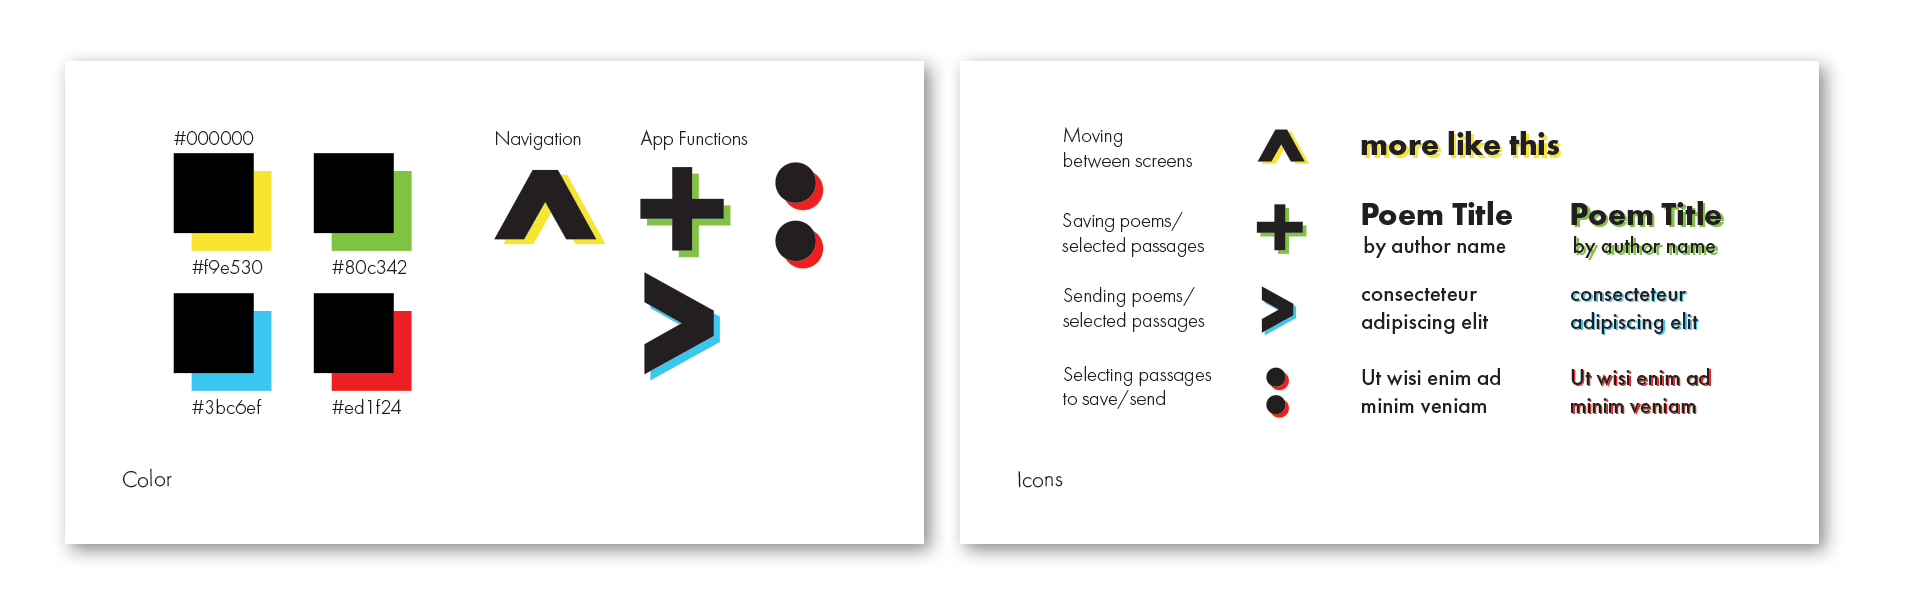 #000000
#f9e530
#80c342
#3bc6ef
#ed1f24
Navigation
App Functions
Color
Moving
between screens
more like this
Saving poems/
selected passages
Poem Title
by author name
Poem Title
by author name
Sending poems/
selected passages
consecteteur
adipiscing elit
consecteteur
adipiscing elit
Selecting passages
to save/send
Ut wisi enim ad
minim veniam
Ut wisi enim ad
minim veniam
Icons